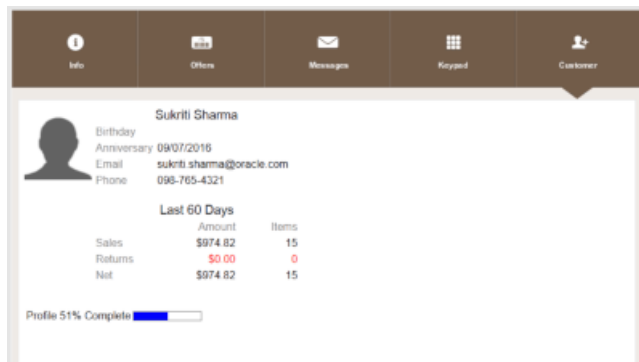 Info Offers Messages Keypad Customer
Sukriti Sharma
Birthday
Anniversary 09/07/2016
Email sukriti.sharma@oracle.com
Phone 098-765-4321
Last 60 Days
Amount Items
Sales $974.82 15
Returns $0.00 0
Net $974.82 15
Profile 51% Complete